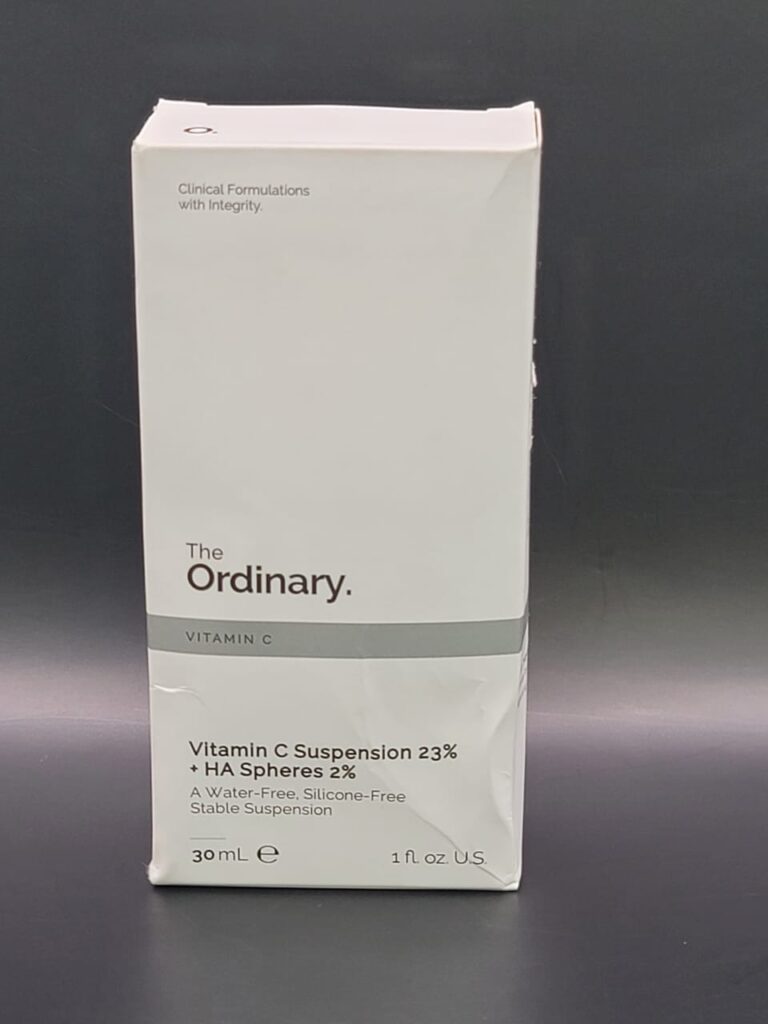 O.
Clinical Formulations
with Integrity.
The
Ordinary.
VITAMIN C
Vitamin C Suspension 23%
+ HA Spheres 2%
A Water-Free, Silicone-Free
Stable Suspension
30 mL ℮
1 fl. oz. U.S.